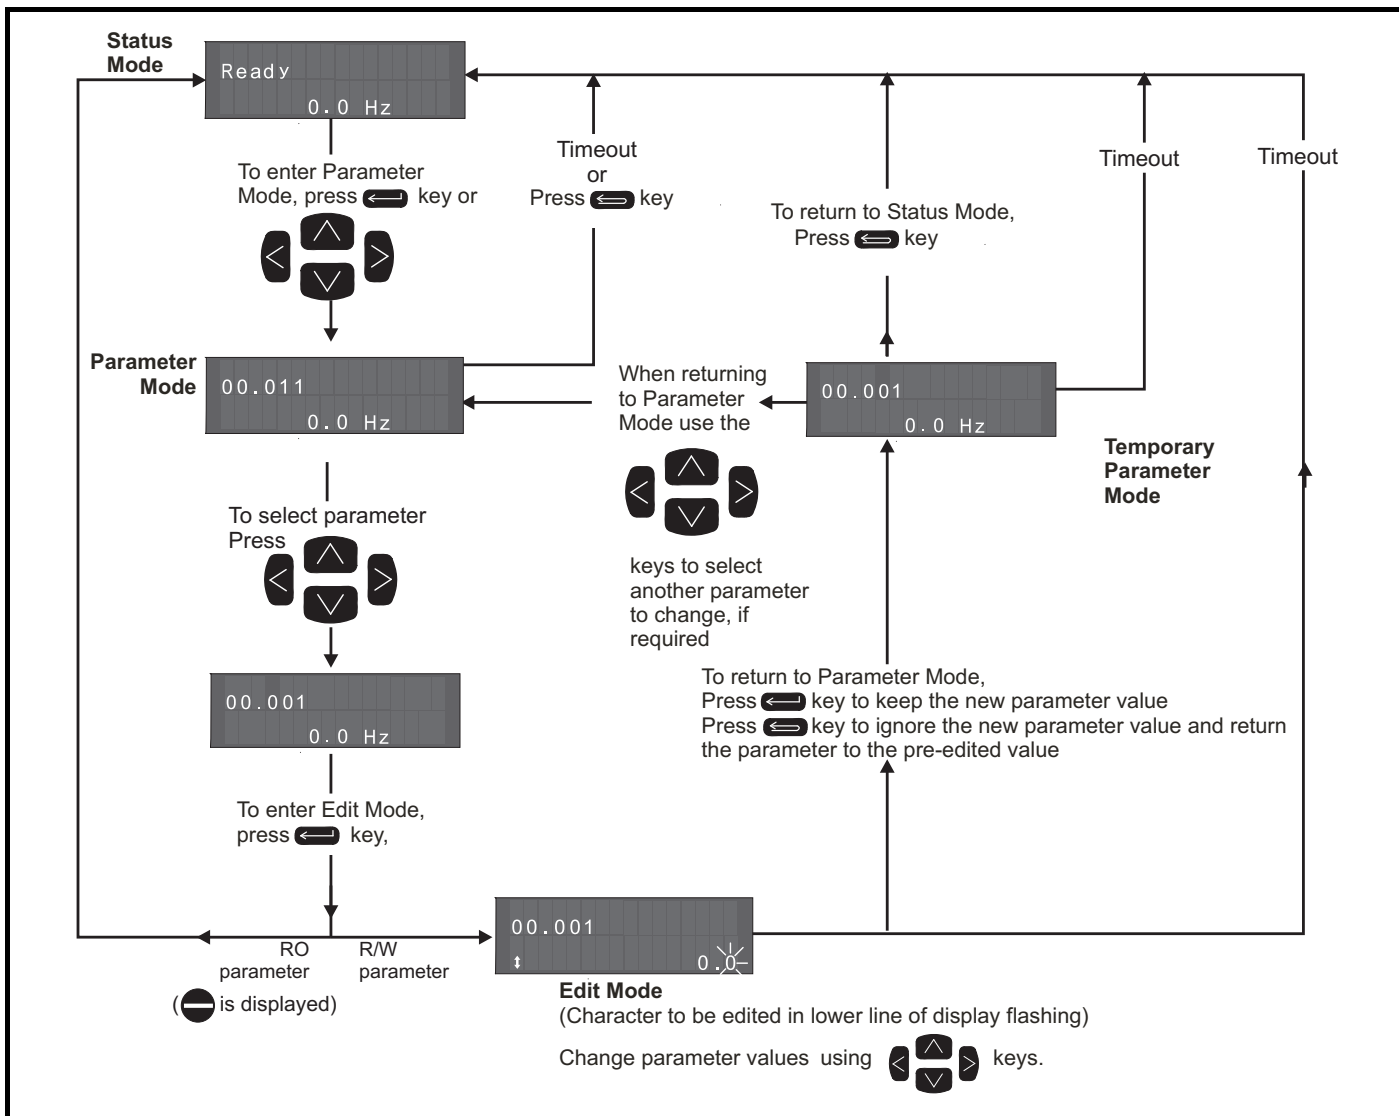 Status
Mode
Ready
0.0 Hz
To enter Parameter
Mode, press key or
Timeout
or
Press key
To return to Status Mode,
Press key
Timeout
Timeout
Parameter
Mode
00.011
0.0 Hz
When returning
to Parameter
Mode use the
keys to select
another parameter
to change, if
required
00.001
0.0 Hz
Temporary
Parameter
Mode
To select parameter
Press
00.001
0.0 Hz
To return to Parameter Mode,
Press key to keep the new parameter value
Press key to ignore the new parameter value and return
the parameter to the pre-edited value
To enter Edit Mode,
press key,
RO
parameter
(is displayed)
R/W
parameter
00.001
0.0
Edit Mode
(Character to be edited in lower line of display flashing)
Change parameter values using keys.